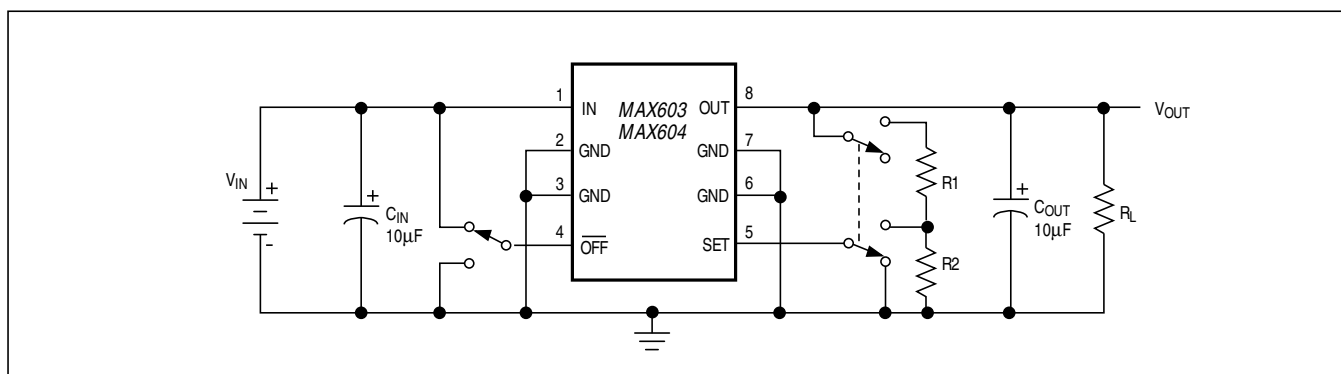 1
IN
MAX603
MAX604
OUT
8
VOUT
2
GND
GND
7
VIN
+
-
+
CIN
10µF
3
GND
GND
6
R1
+
COUT
10µF
RL
4
OFF
SET
5
R2